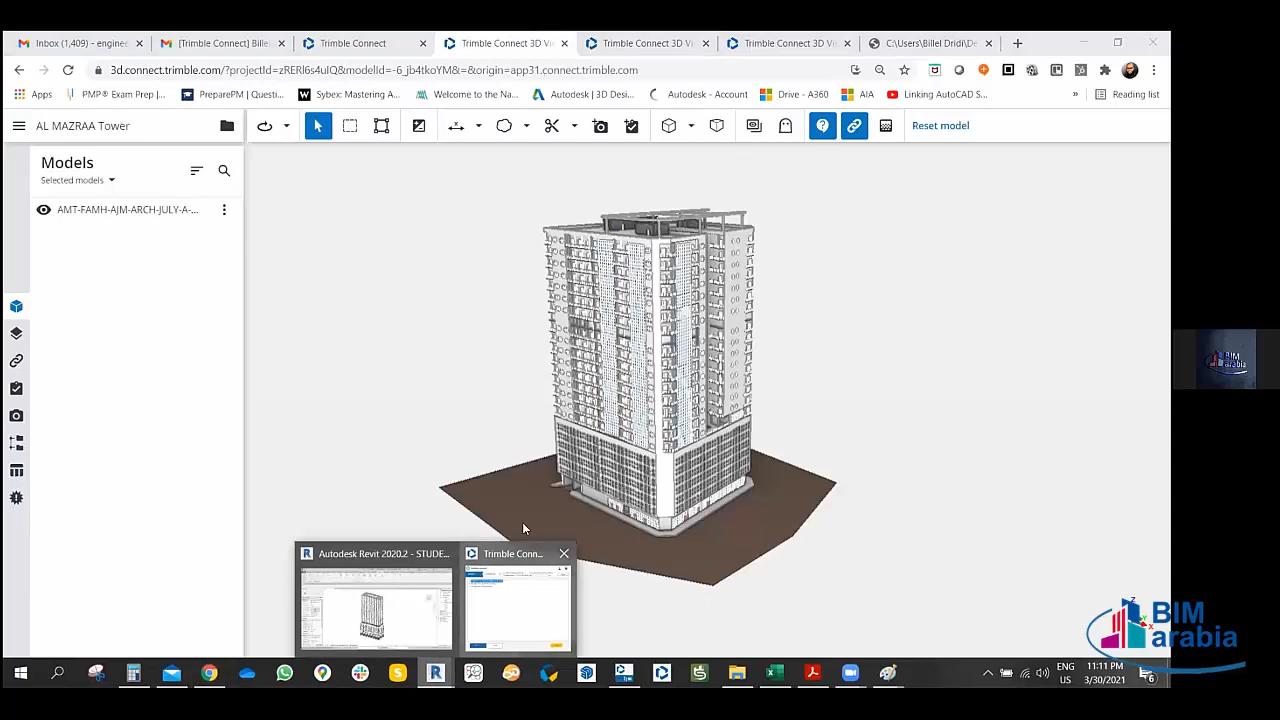 Inbox (1,409) - enginee
[Trimble Connect] Bille
Trimble Connect
Trimble Connect 3D Vi
Trimble Connect 3D Vi
Trimble Connect 3D Vi
C:\Users\Billel Dridi\De
3d.connect.trimble.com/?projectId=zRERl6s4uIQ&modelId=-6_jb4tkoYM&=&origin=app31.connect.trimble.com
Apps
PMP® Exam Prep |...
PreparePM | Questi...
Sybex: Mastering A...
Welcome to the Na...
Autodesk | 3D Desi...
Autodesk - Account
Drive - A360
AIA
Linking AutoCAD S...
»
Reading list
AL MAZRAA Tower
Reset model
Models
Selected models
AMT-FAMH-AJM-ARCH-JULY-A-...
BIM
arabia
Autodesk Revit 2020.2 - STUDE...
Trimble Conn...
Z
Y
X
BIM
arabia
ENG
US
11:11 PM
3/30/2021
6